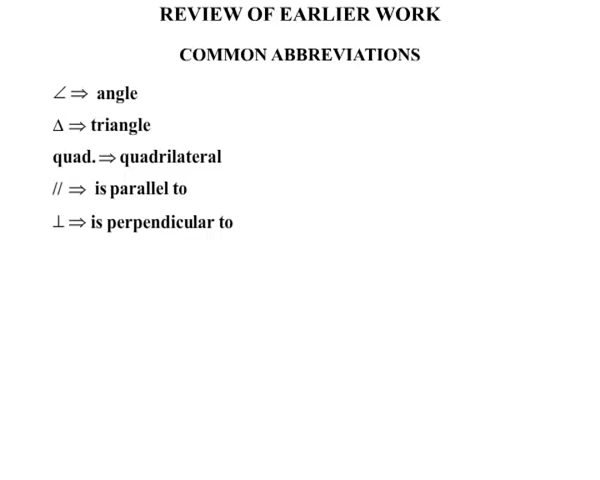 REVIEW OF EARLIER WORK
COMMON ABBREVIATIONS
∠⇒ angle
Δ ⇒ triangle
quad.⇒ quadrilateral
// ⇒ is parallel to
⊥⇒ is perpendicular to